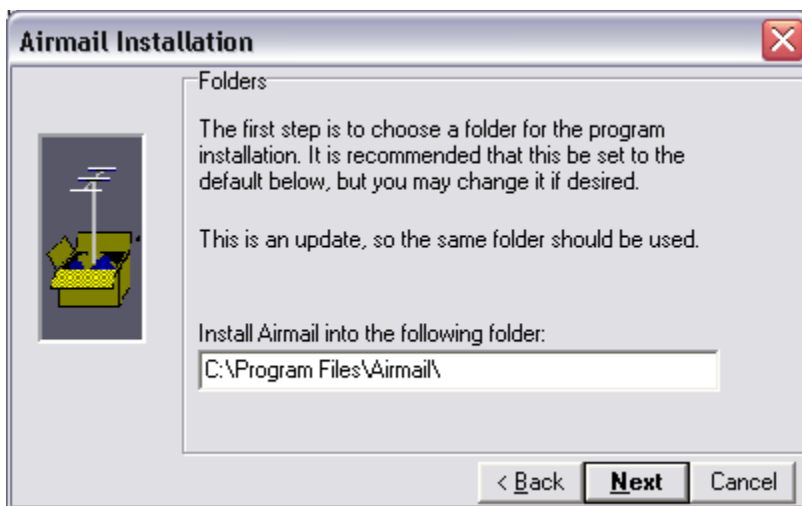 Airmail Installation
Folders
The first step is to choose a folder for the program
installation. It is recommended that this be set to the
default below, but you may change it if desired.
This is an update, so the same folder should be used.
Install Airmail into the following folder:
C:\Program Files\Airmail\
< Back Next Cancel